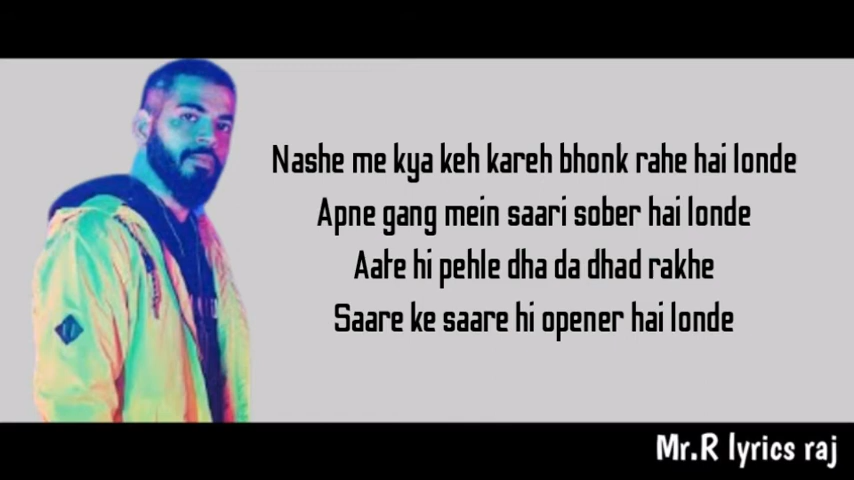 Nashe me kya keh kareh bhonk rahe hai londe
Apne gang mein saari sober hai londe
Aate hi pehle dha da dhad rakhe
Saare ke saare hi opener hai londe
Mr.R lyrics raj